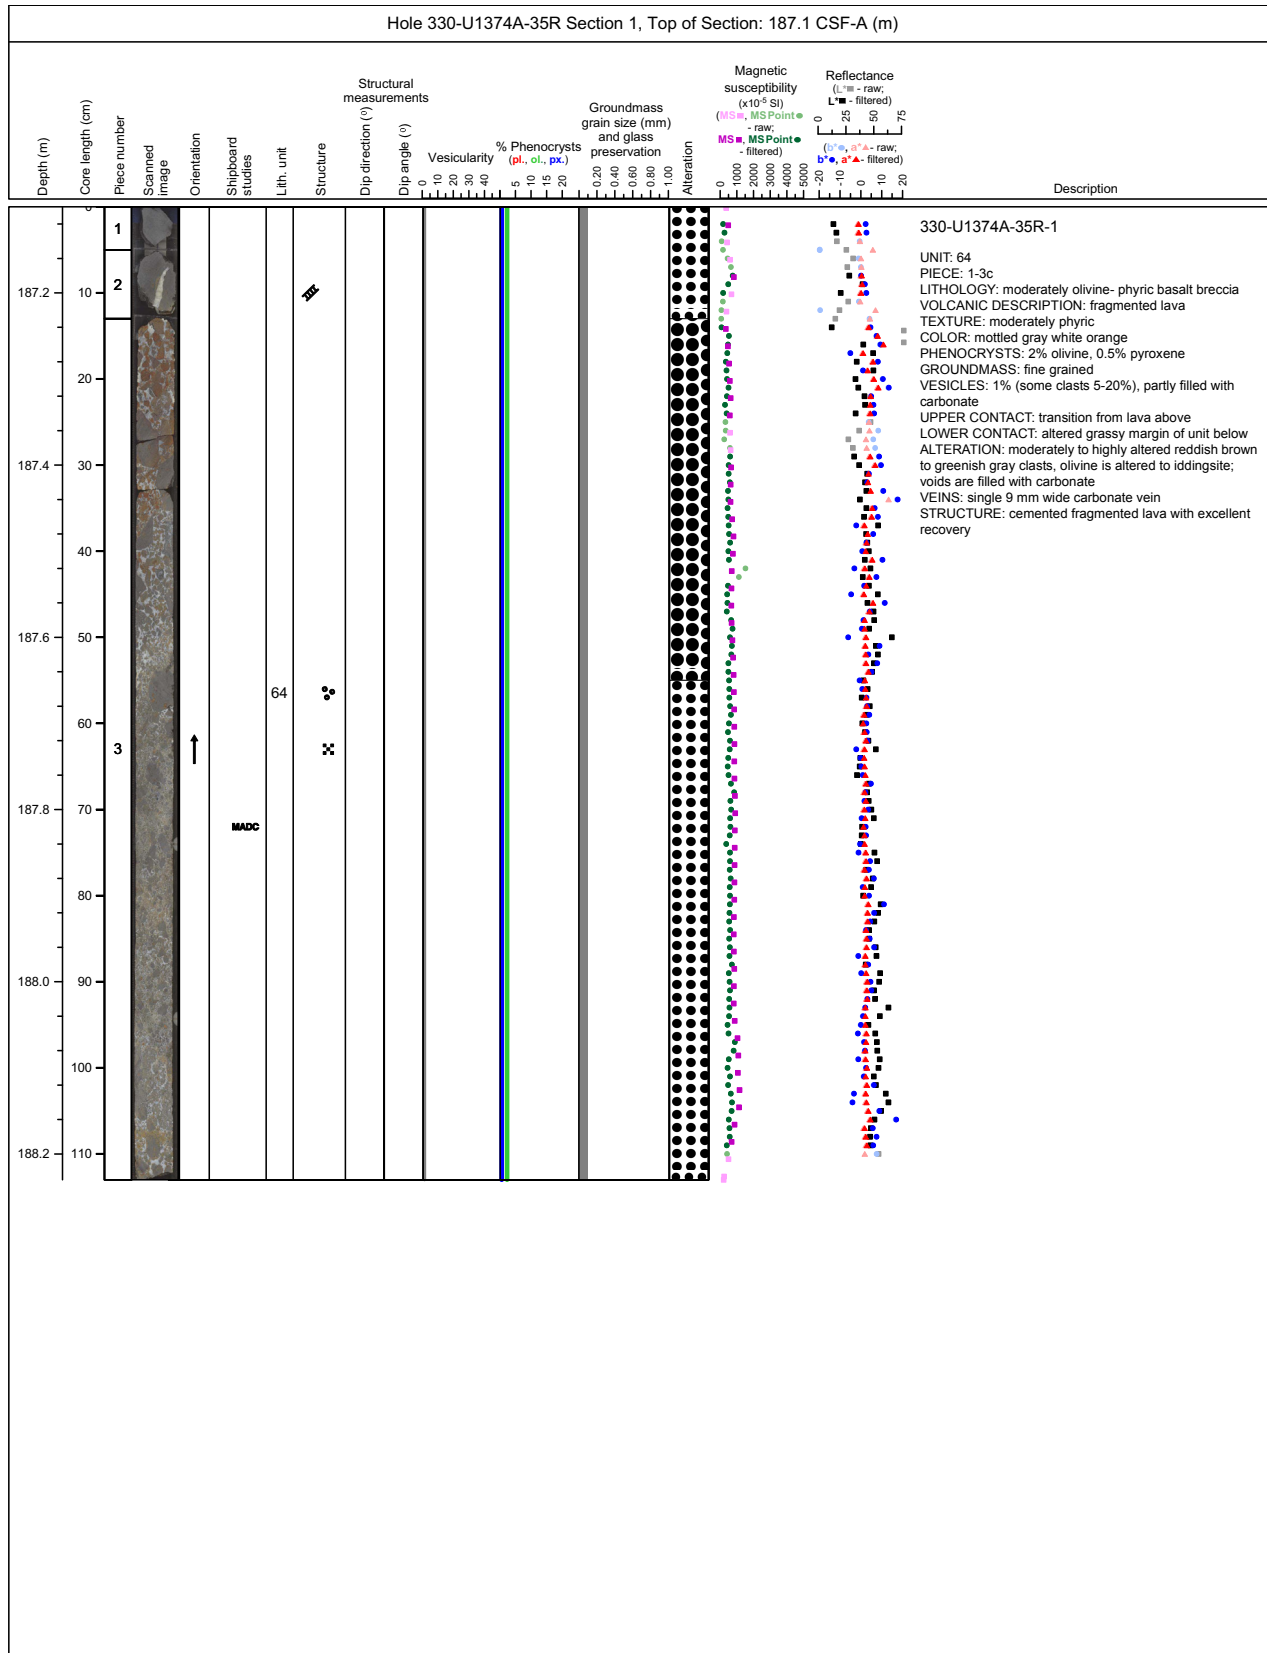 Hole 330-U1374A-35R Section 1, Top of Section: 187.1 CSF-A (m)
Depth (m)
Core length (cm)
Piece number
Scanned
image
Orientation
Shipboard
studies
Lith. unit
Structure
Structural
measurements
Dip direction (º)
Dip angle (º)
Vesicularity
0 10 20 30 40
% Phenocrysts
(pl., ol., px.)
5 10 15 20
Groundmass
grain size (mm)
and glass
preservation
0.20 0.40 0.60 0.80 1.00
Alteration
Magnetic
susceptibility
(x10⁻⁵ SI)
(MS■, MSPoint●
- raw;
MS■, MSPoint●
- filtered)
0 1000 2000 3000 4000 5000
Reflectance
(L*■ - raw;
L*■ - filtered)
0 25 50 75
(b*●, a*▲- raw;
b*●, a*▲- filtered)
-20 -10 0 10 20
Description
187.2
187.4
187.6
187.8
188.0
188.2
0
10
20
30
40
50
60
70
80
90
100
110
1
2
3
MADC
64
330-U1374A-35R-1
UNIT: 64
PIECE: 1-3c
LITHOLOGY: moderately olivine- phyric basalt breccia
VOLCANIC DESCRIPTION: fragmented lava
TEXTURE: moderately phyric
COLOR: mottled gray white orange
PHENOCRYSTS: 2% olivine, 0.5% pyroxene
GROUNDMASS: fine grained
VESICLES: 1% (some clasts 5-20%), partly filled with
carbonate
UPPER CONTACT: transition from lava above
LOWER CONTACT: altered grassy margin of unit below
ALTERATION: moderately to highly altered reddish brown
to greenish gray clasts, olivine is altered to iddingsite;
voids are filled with carbonate
VEINS: single 9 mm wide carbonate vein
STRUCTURE: cemented fragmented lava with excellent
recovery